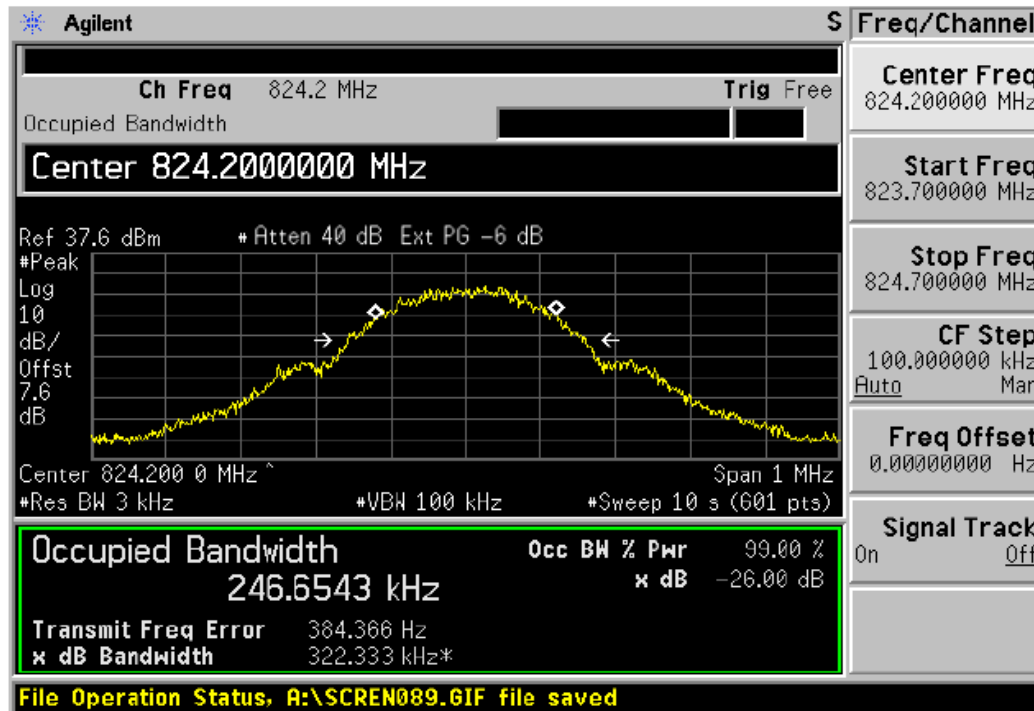 Agilent S Freq/Channel
Ch Freq 824.2 MHz Trig Free
Occupied Bandwidth
Center 824.2000000 MHz
Ref 37.6 dBm #Atten 40 dB Ext PG -6 dB
#Peak
Log
10
dB/
Offst
7.6
dB
Center 824.200 0 MHz ^ Span 1 MHz
#Res BW 3 kHz #VBW 100 kHz #Sweep 10 s (601 pts)
Occupied Bandwidth Occ BW % Pwr 99.00 %
246.6543 kHz x dB -26.00 dB
Transmit Freq Error 384.366 Hz
x dB Bandwidth 322.333 kHz*
File Operation Status, A:\SCREN089.GIF file saved
Center Freq
824.200000 MHz
Start Freq
823.700000 MHz
Stop Freq
824.700000 MHz
CF Step
100.000000 kHz
Auto Man
Freq Offset
0.00000000 Hz
Signal Track
On Off